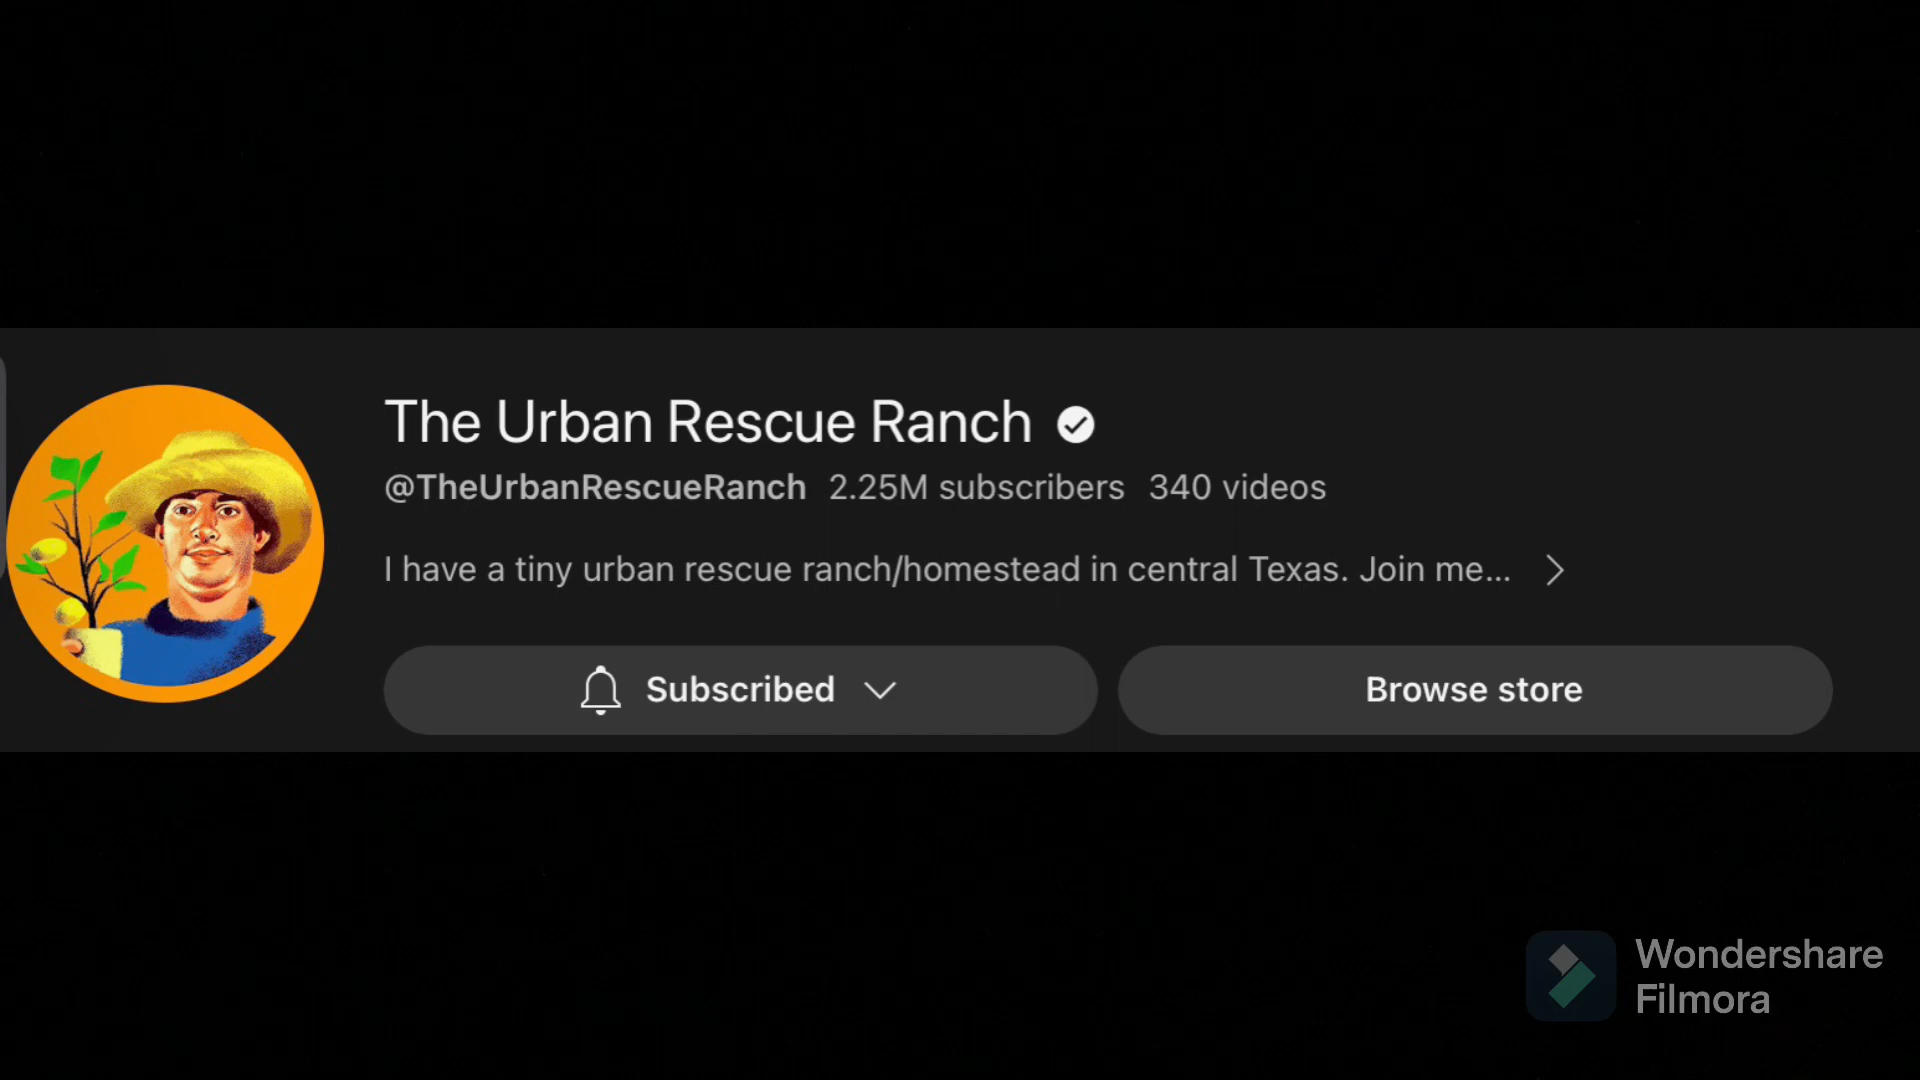 The Urban Rescue Ranch
@TheUrbanRescueRanch 2.25M subscribers 340 videos
I have a tiny urban rescue ranch/homestead in central Texas. Join me...
Subscribed
Browse store
Wondershare
Filmora